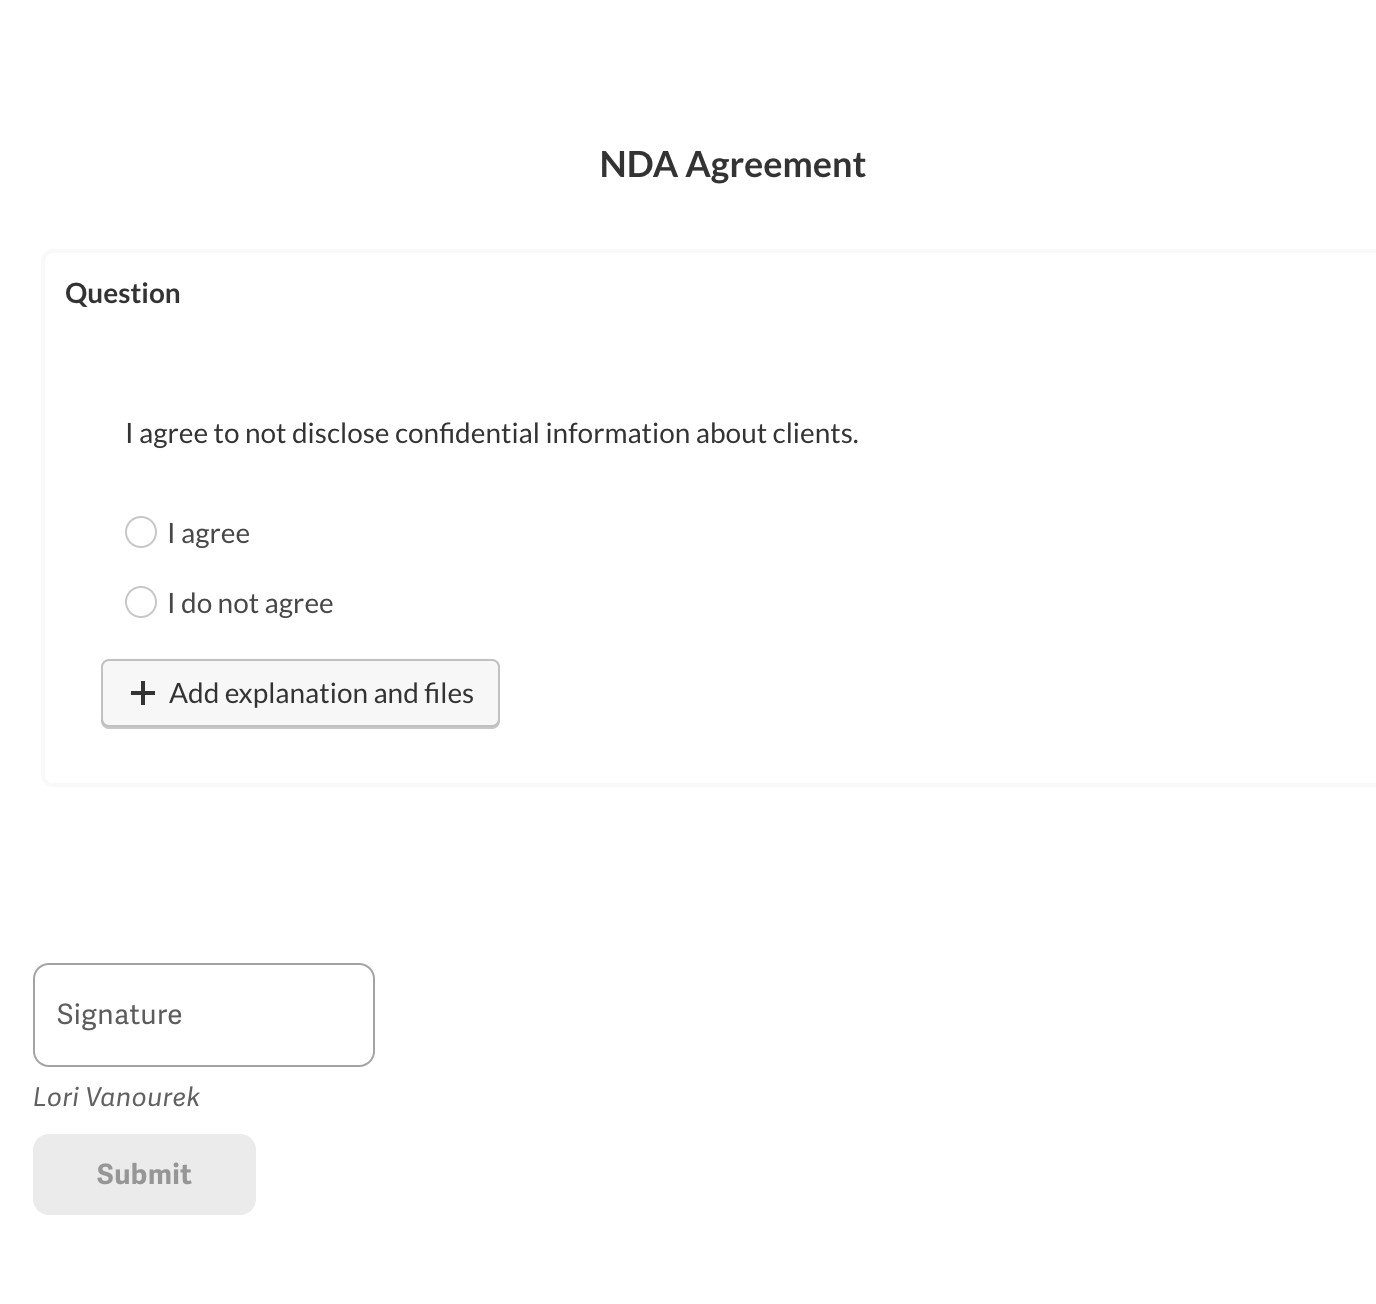 NDA Agreement
Question
I agree to not disclose confidential information about clients.
I agree
I do not agree
Add explanation and files
Signature
Lori Vanourek
Submit